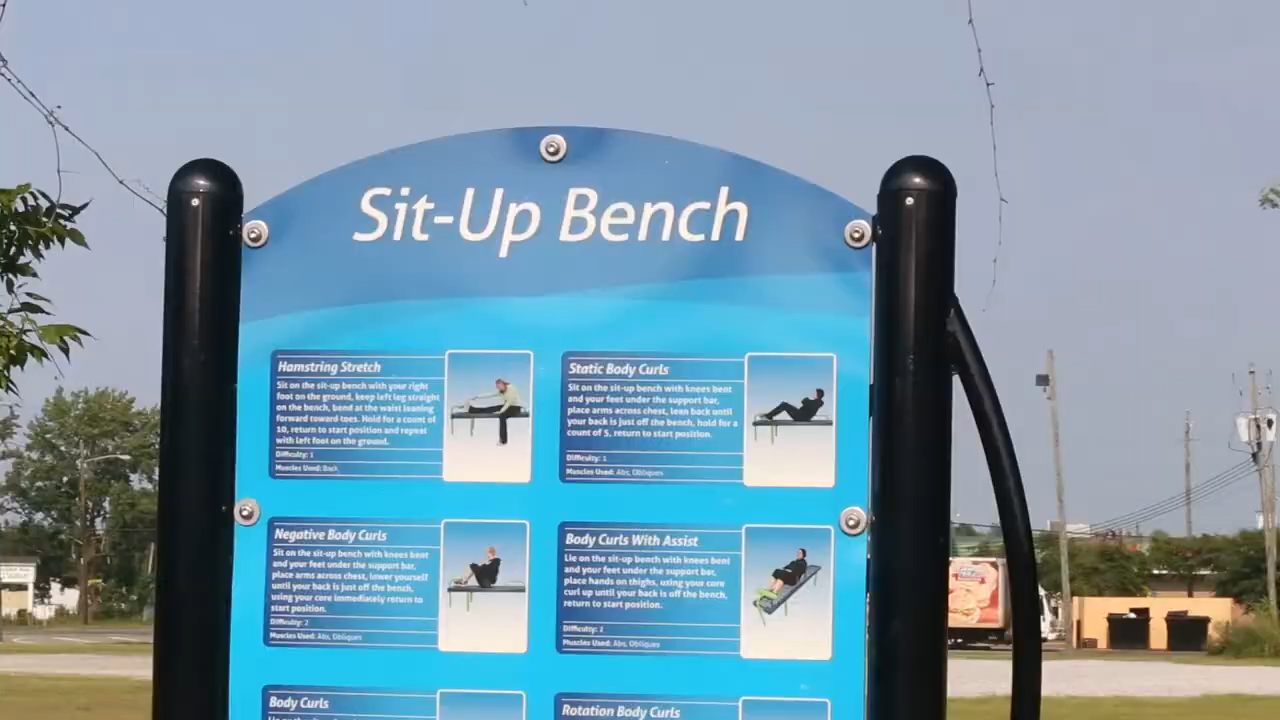 Sit-Up Bench
Hamstring Stretch
Sit on the sit-up bench with your right
foot on the ground, keep left leg straight
on the bench, bend at the waist leaning
forward toward toes. Hold for a count of
10, return to start position and repeat
with left foot on the ground.
Difficulty: 1
Muscles Used: Back
Static Body Curls
Sit on the sit-up bench with knees bent
and your feet under the support bar,
place arms across chest, lean back until
your back is just off the bench, hold for a
count of 5, return to start position.
Difficulty: 1
Muscles Used: Abs, Obliques
Negative Body Curls
Sit on the sit-up bench with knees bent
and your feet under the support bar,
place arms across chest, lower yourself
until your back is just off the bench,
using your core immediately return to
start position.
Difficulty: 2
Muscles Used: Abs, Obliques
Body Curls With Assist
Lie on the sit-up bench with knees bent
and your feet under the support bar,
place hands on thighs, using your core
curl up until your back is off the bench,
return to start position.
Difficulty: 2
Muscles Used: Abs, Obliques
Body Curls
Rotation Body Curls